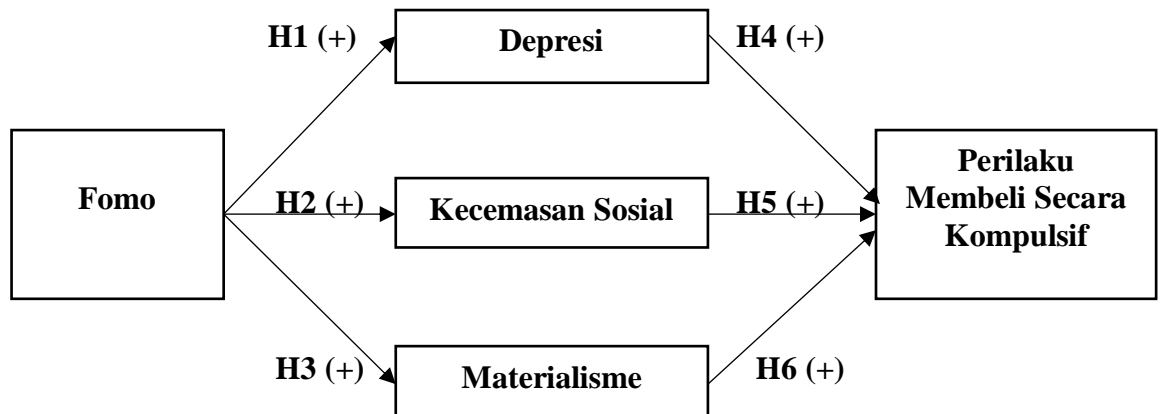 H1 (+)
Depresi
H4 (+)
Fomo
H2 (+)
Kecemasan Sosial
H5 (+)
Perilaku
Membeli Secara
Kompulsif
H3 (+)
Materialisme
H6 (+)